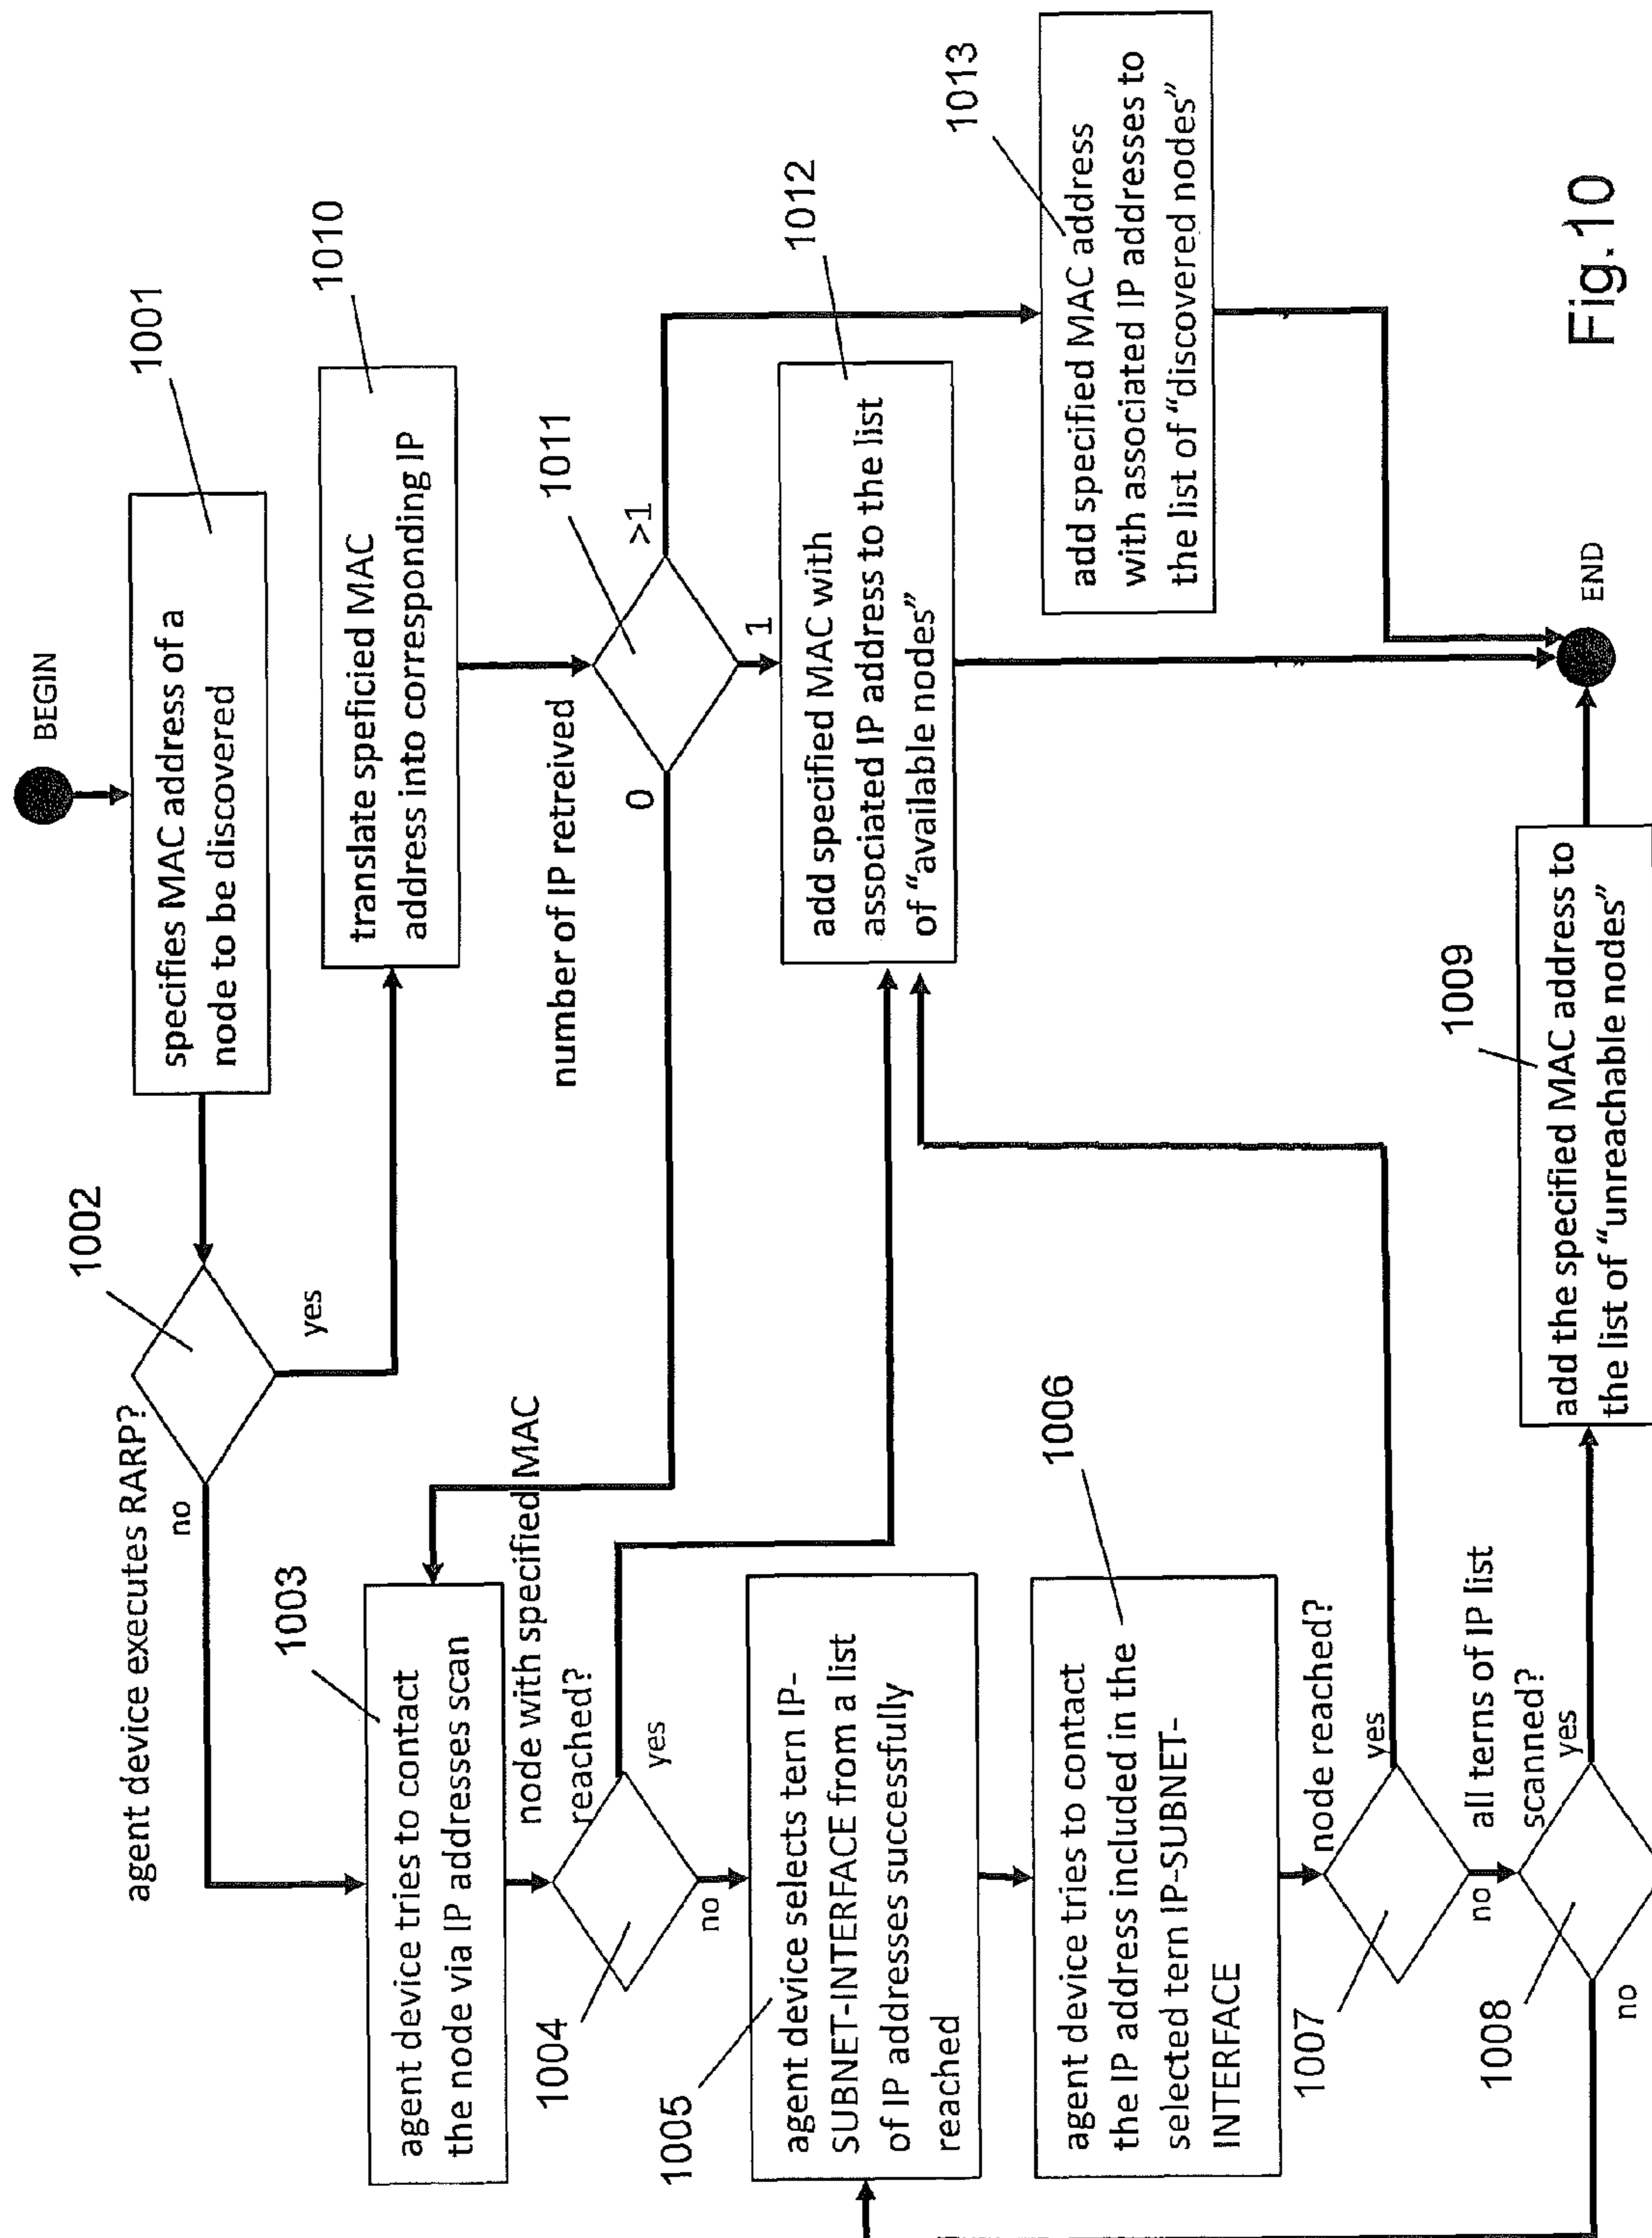 BEGIN
1001
specifies MAC address of a
node to be discovered
1002
agent device executes RARP?
yes
no
1010
translate speficied MAC
address into corresponding IP
number of IP retreived
1011
0
1
>1
1003
agent device tries to contact
the node via IP addresses scan
node with specified MAC
reached?
1004
yes
no
1012
add specified MAC with
associated IP address to the list
of "available nodes"
1013
add specified MAC address
with associated IP addresses to
the list of "discovered nodes"
1005
agent device selects tern IP-
SUBNET-INTERFACE from a list
of IP addresses successfully
reached
1006
agent device tries to contact
the IP address included in the
selected tern IP-SUBNET-
INTERFACE
node reached?
1007
yes
no
all terns of IP list
scanned?
1008
yes
no
1009
add the specified MAC address to
the list of "unreachable nodes"
END
Fig.10